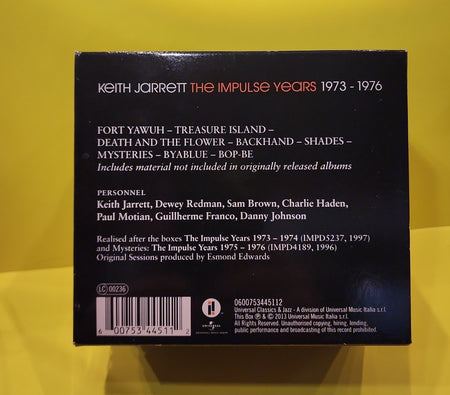 KEITH JARRETT THE IMPULSE YEARS 1973 - 1976
FORT YAWUH – TREASURE ISLAND –
DEATH AND THE FLOWER – BACKHAND – SHADES –
MYSTERIES – BYABLUE – BOP-BE
Includes material not included in originally released albums
PERSONNEL
Keith Jarrett, Dewey Redman, Sam Brown, Charlie Haden,
Paul Motian, Guillherme Franco, Danny Johnson
Realised after the boxes The Impulse Years 1973 – 1974 (IMPD5237, 1997)
and Mysteries: The Impulse Years 1975 – 1976 (IMPD4189, 1996)
Original Sessions produced by Esmond Edwards
LC 00236
6 00753 44511 2
UNIVERSAL
0600753445112
Universal Classics & Jazz - A division of Universal Music Italia s.r.l.
This Box ℗ & © 2013 Universal Music Italia s.r.l.
All Rights Reserved. Unauthorised copying, hiring, lending,
public performance and broadcasting of this record prohibited.